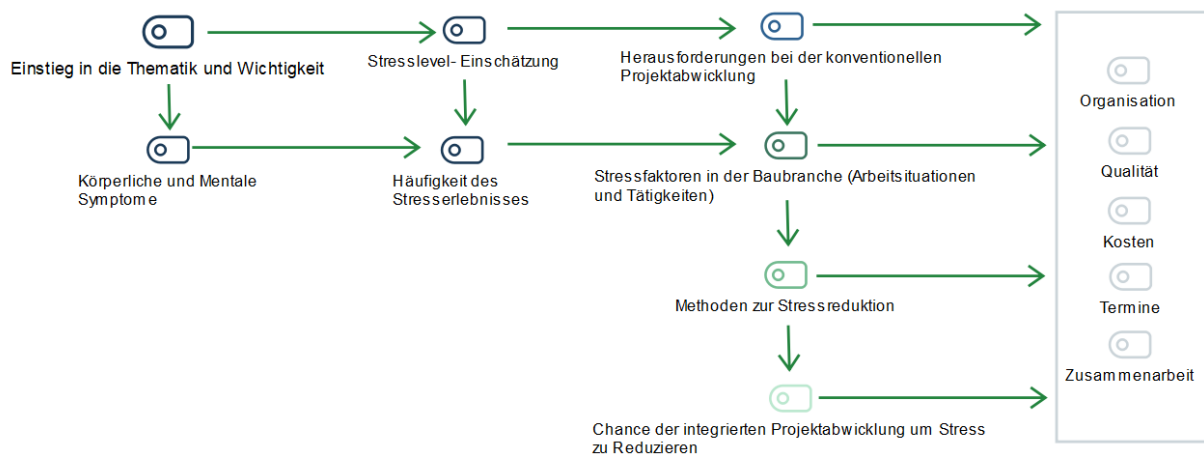 Einstieg in die Thematik und Wichtigkeit
Stresslevel- Einschätzung
Herausforderungen bei der konventionellen
Projektabwicklung
Körperliche und Mentale
Symptome
Häufigkeit des
Stresserlebnisses
Stressfaktoren in der Baubranche (Arbeitsituationen
und Tätigkeiten)
Methoden zur Stressreduktion
Chance der integrierten Projektabwicklung um Stress
zu Reduzieren
Organisation
Qualität
Kosten
Termine
Zusammenarbeit